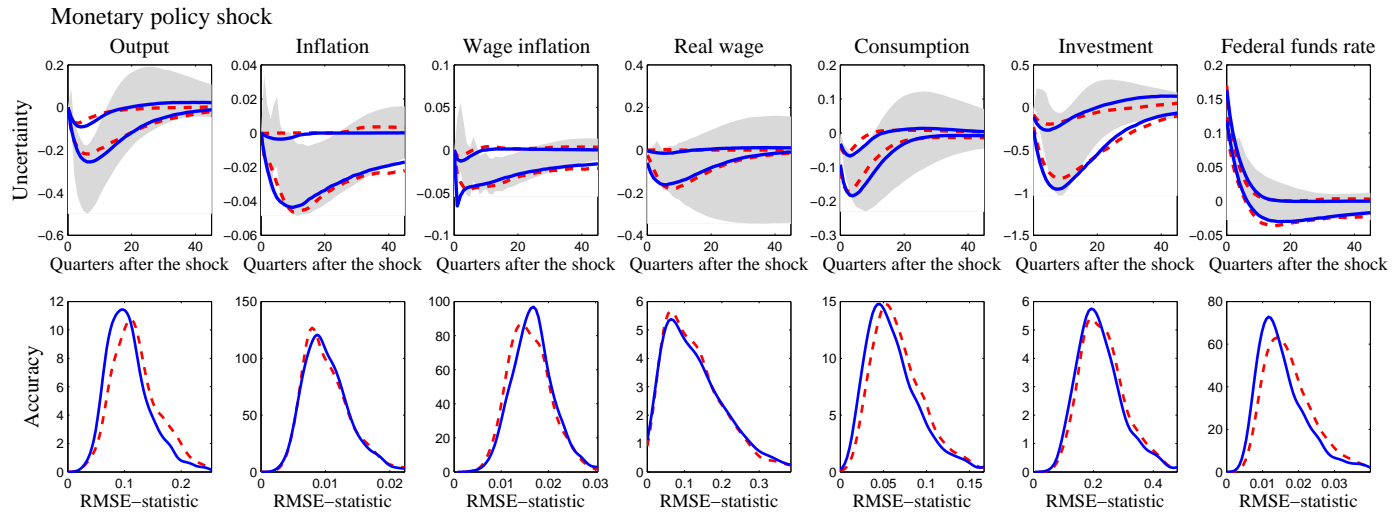 Monetary policy shock
Output Inflation Wage inflation Real wage Consumption Investment Federal funds rate
Uncertainty
0.2 0.04 0.1 0.4 0.2 0.5 0.2
0 0.02 0.05 0.2 0.1 0 0.15
−0.2 0 0 0 0 −0.5 0.1
−0.4 −0.02 −0.05 −0.2 −0.1 −1 0.05
−0.6 −0.04 −0.1 −0.4 −0.2 −1.5 0
−0.06 −0.3 −0.05
0 20 40 0 20 40 0 20 40 0 20 40 0 20 40 0 20 40 0 20 40
Quarters after the shock Quarters after the shock Quarters after the shock Quarters after the shock Quarters after the shock Quarters after the shock Quarters after the shock
Accuracy
12 150 100 6 15 6 80
10 100 80 5 10 5 60
8 50 60 4 5 4 40
6 0 40 3 0 3 20
4 20 2 2 0
2 0 1 1
0 0 0
0 0.1 0.2 0 0.01 0.02 0 0.01 0.02 0.03 0 0.1 0.2 0.3 0 0.05 0.1 0.15 0 0.2 0.4 0 0.01 0.02 0.03
RMSE−statistic RMSE−statistic RMSE−statistic RMSE−statistic RMSE−statistic RMSE−statistic RMSE−statistic